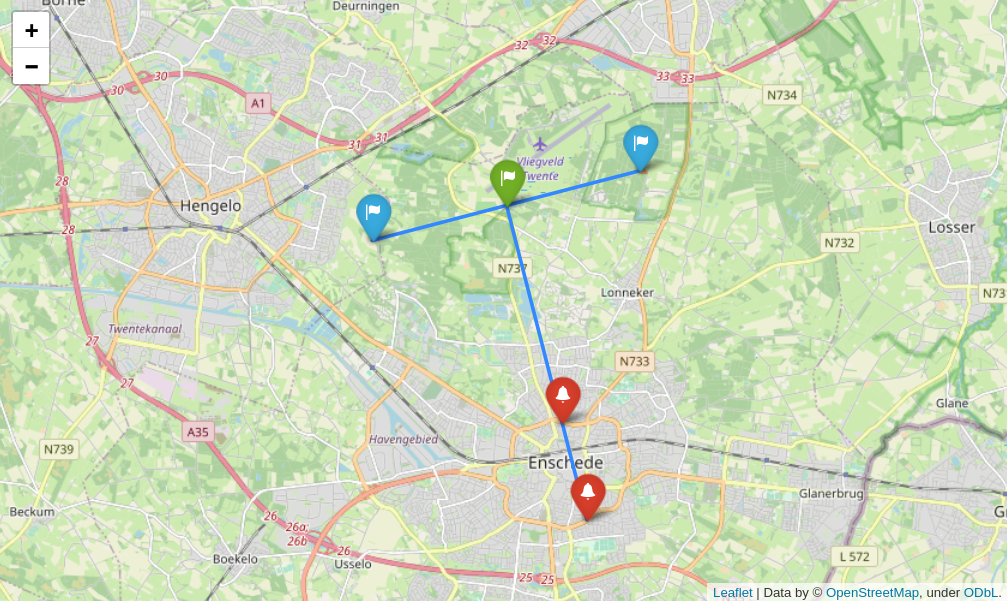 Borne
Deurningen
+
−
32
32
33
33
30
30
A1
N734
31
31
Vliegveld
Twente
28
Hengelo
28
Losser
N732
N737
N73
Lonneker
Twentekanaal
27
N733
27
Glane
A35
Havengebied
N739
Enschede
Glanerbrug
Beckum
26
26a;
26b
26
L 572
Boekelo
Usselo
25
25
Leaflet | Data by © OpenStreetMap, under ODbL.